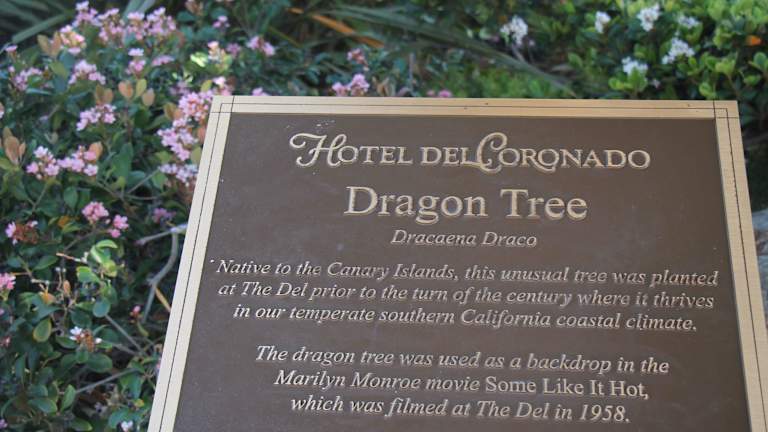 HOTEL DEL CORONADO
Dragon Tree
Dracaena Draco
Native to the Canary Islands, this unusual tree was planted
at The Del prior to the turn of the century where it thrives
in our temperate southern California coastal climate.
The dragon tree was used as a backdrop in the
Marilyn Monroe movie Some Like It Hot,
which was filmed at The Del in 1958.